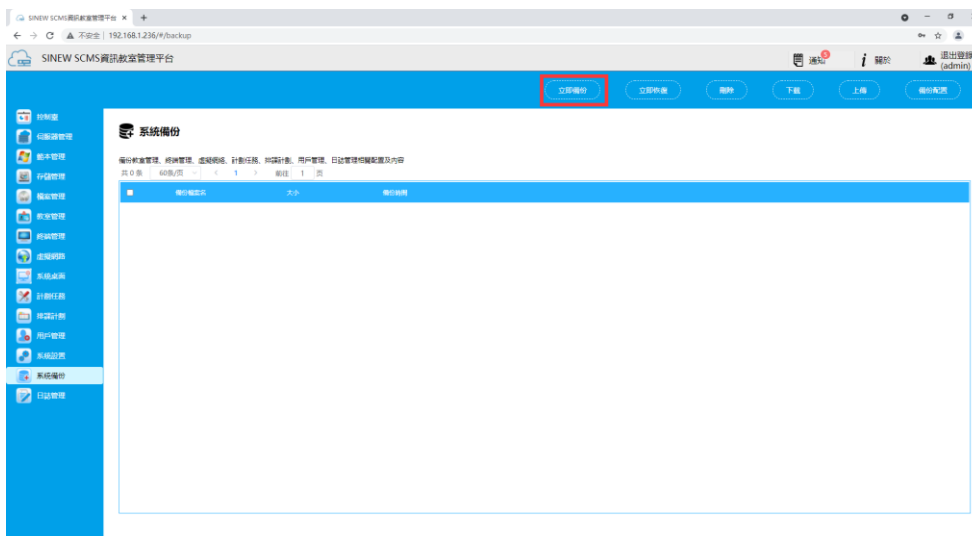 SINEW SCMS資訊教室管理平台
不安全 | 192.168.1.236/#/backup
SINEW SCMS資訊教室管理平台
通知 5
關於
退出登錄
(admin)
立即備份
立即恢復
刪除
下載
上傳
備份配置
控制臺
伺服器管理
範本管理
存儲管理
檔案管理
教室管理
終端管理
虛擬網路
系統桌面
計劃任務
排課計劃
用戶管理
系統設置
系統備份
日誌管理
系統備份
備份教室管理、終端管理、虛擬網絡、計劃任務、排課計劃、用戶管理、日誌管理相關配置及內容
共 0 条 60条/页 1 前往 1 页
備份檔案名 大小 備份時間